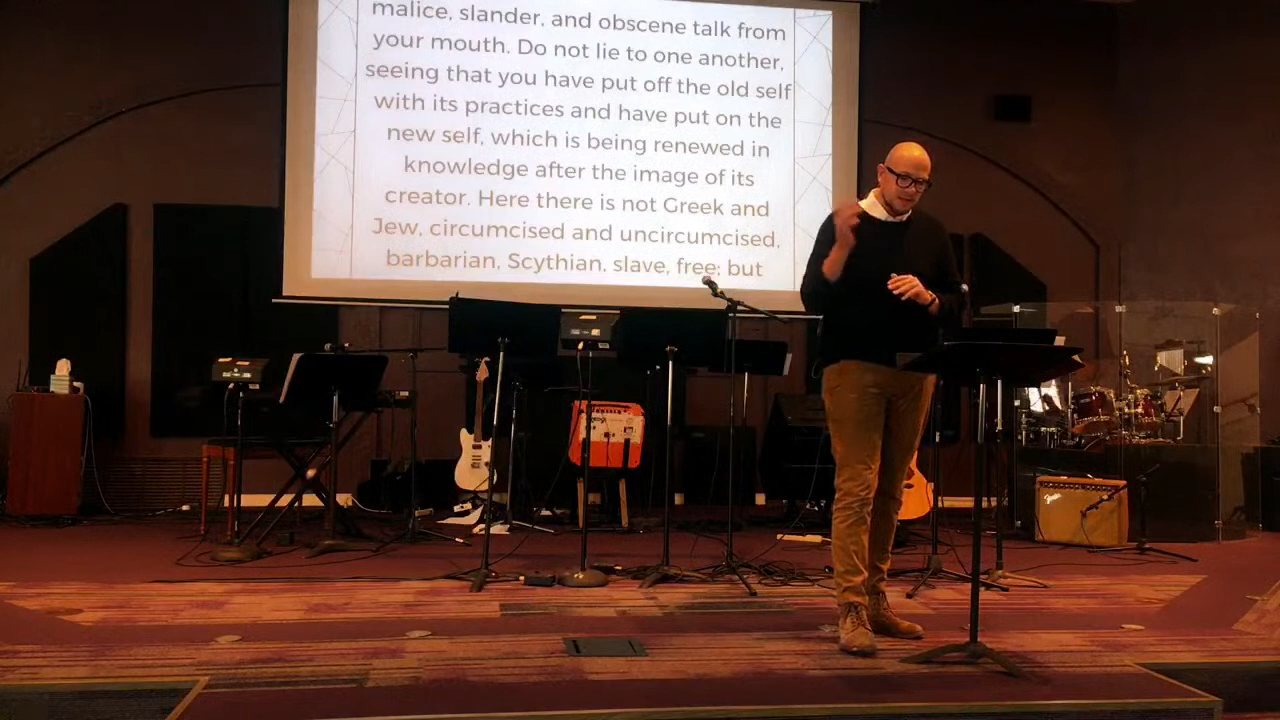 malice, slander, and obscene talk from
your mouth. Do not lie to one another,
seeing that you have put off the old self
with its practices and have put on the
new self, which is being renewed in
knowledge after the image of its
creator. Here there is not Greek and
Jew, circumcised and uncircumcised,
barbarian, Scythian, slave, free; but
Fender